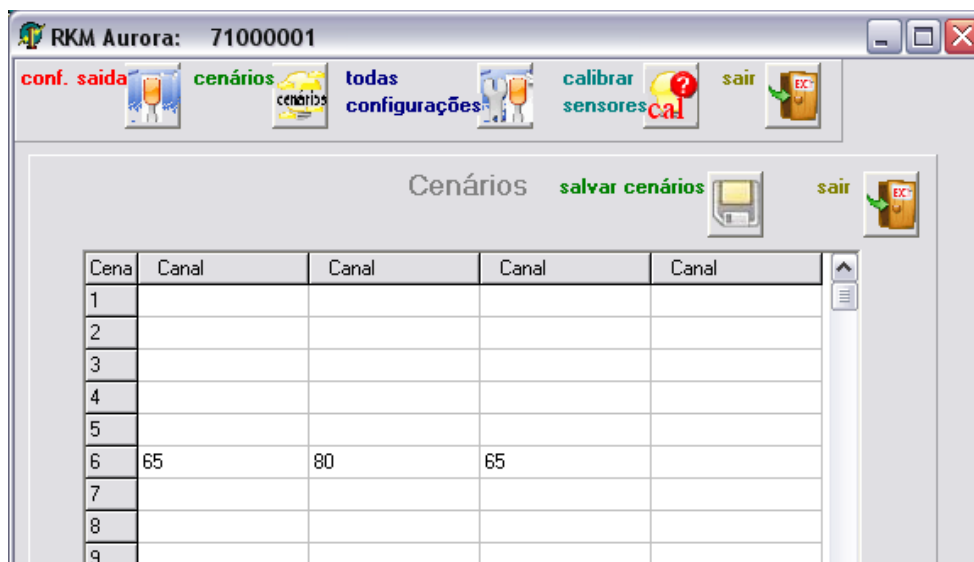 RKM Aurora: 71000001
conf. saida cenários todas configurações calibrar sensores sair
cenários cal EXIT
Cenários salvar cenários sair
Cena Canal Canal Canal Canal
1
2
3
4
5
6 65 80 65
7
8
9